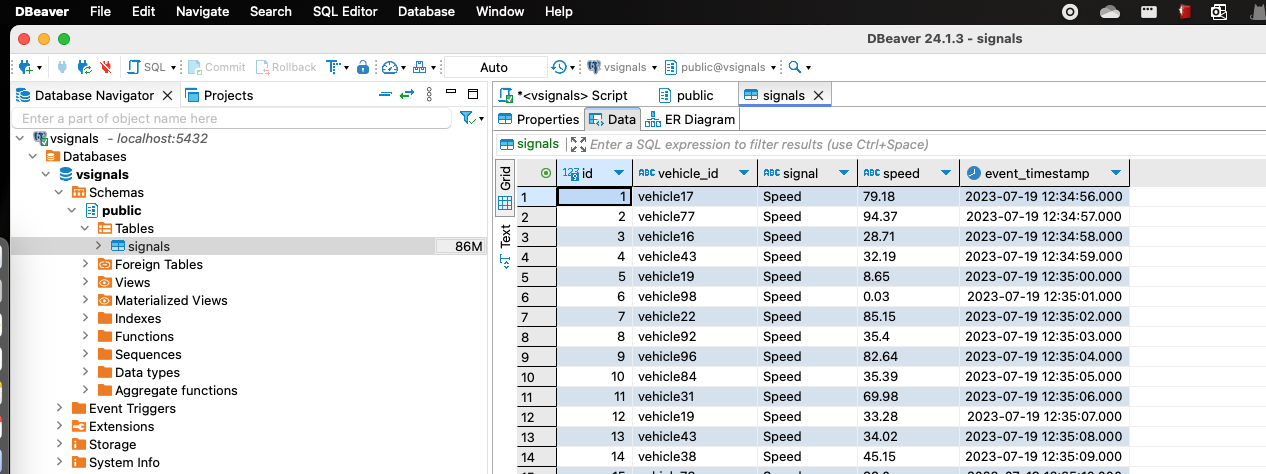 DBeaver File Edit Navigate Search SQL Editor Database Window Help
DBeaver 24.1.3 - signals
SQL Commit Rollback T Auto vsignals public@vsignals
Database Navigator Projects
Enter a part of object name here
vsignals - localhost:5432
Databases
vsignals
Schemas
public
Tables
signals 86M
Foreign Tables
Views
Materialized Views
Indexes
Functions
Sequences
Data types
Aggregate functions
Event Triggers
Extensions
Storage
System Info
*<vsignals> Script public signals
Properties Data ER Diagram
signals Enter a SQL expression to filter results (use Ctrl+Space)
Grid
Text
123 id ABC vehicle_id ABC signal ABC speed event_timestamp
1 1 vehicle17 Speed 79.18 2023-07-19 12:34:56.000
2 2 vehicle77 Speed 94.37 2023-07-19 12:34:57.000
3 3 vehicle16 Speed 28.71 2023-07-19 12:34:58.000
4 4 vehicle43 Speed 32.19 2023-07-19 12:34:59.000
5 5 vehicle19 Speed 8.65 2023-07-19 12:35:00.000
6 6 vehicle98 Speed 0.03 2023-07-19 12:35:01.000
7 7 vehicle22 Speed 85.15 2023-07-19 12:35:02.000
8 8 vehicle92 Speed 35.4 2023-07-19 12:35:03.000
9 9 vehicle96 Speed 82.64 2023-07-19 12:35:04.000
10 10 vehicle84 Speed 35.39 2023-07-19 12:35:05.000
11 11 vehicle31 Speed 69.98 2023-07-19 12:35:06.000
12 12 vehicle19 Speed 33.28 2023-07-19 12:35:07.000
13 13 vehicle43 Speed 34.02 2023-07-19 12:35:08.000
14 14 vehicle38 Speed 45.15 2023-07-19 12:35:09.000